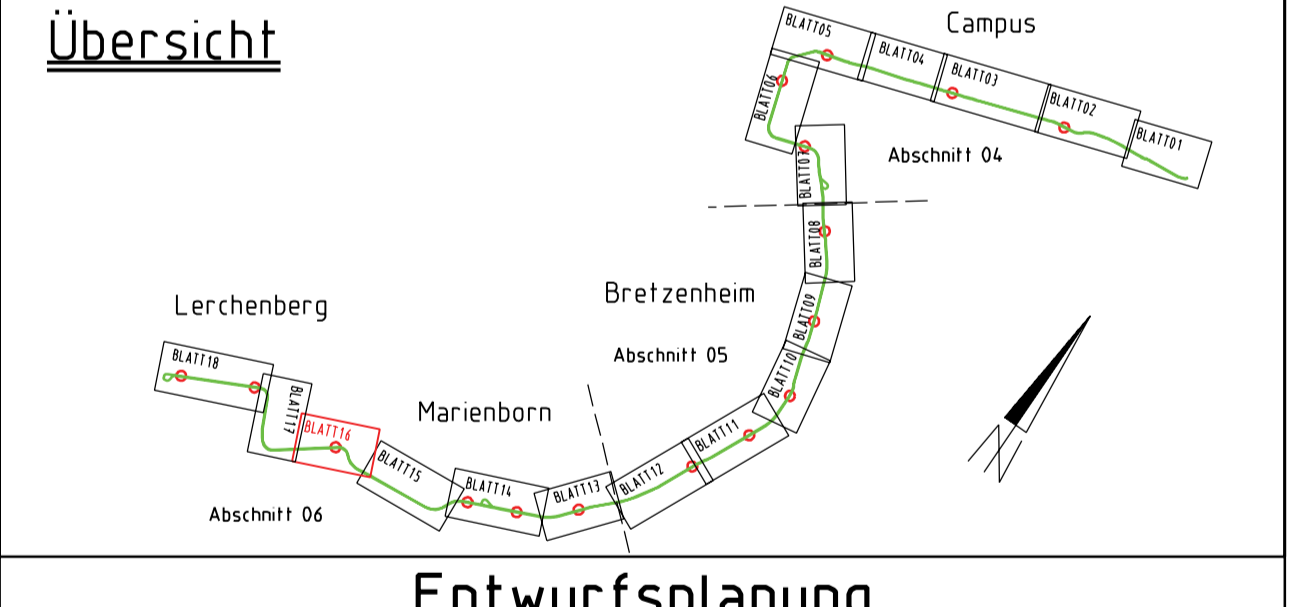 Übersicht
Campus
BLATT05
BLATT04
BLATT03
BLATT02
BLATT01
BLATT06
BLATT07
Abschnitt 04
BLATT08
Bretzenheim
BLATT09
Abschnitt 05
BLATT10
Lerchenberg
BLATT18
BLATT17
BLATT16
Marienborn
BLATT15
BLATT14
BLATT13
BLATT12
BLATT11
Abschnitt 06
N
Entwurfsplanung